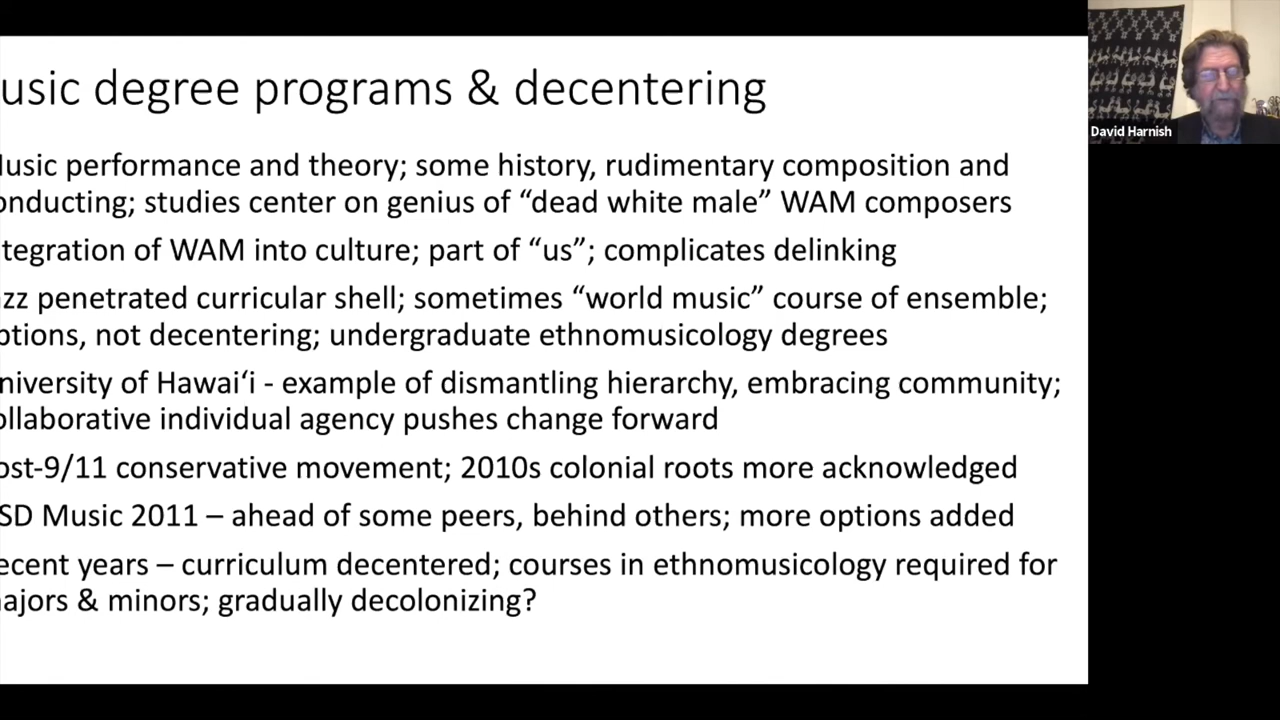 usic degree programs & decentering
usic performance and theory; some history, rudimentary composition and
onducting; studies center on genius of “dead white male” WAM composers
tegration of WAM into culture; part of “us”; complicates delinking
zz penetrated curricular shell; sometimes “world music” course of ensemble;
ptions, not decentering; undergraduate ethnomusicology degrees
niversity of Hawai‘i - example of dismantling hierarchy, embracing community;
ollaborative individual agency pushes change forward
ost-9/11 conservative movement; 2010s colonial roots more acknowledged
SD Music 2011 – ahead of some peers, behind others; more options added
ecent years – curriculum decentered; courses in ethnomusicology required for
ajors & minors; gradually decolonizing?
David Harnish